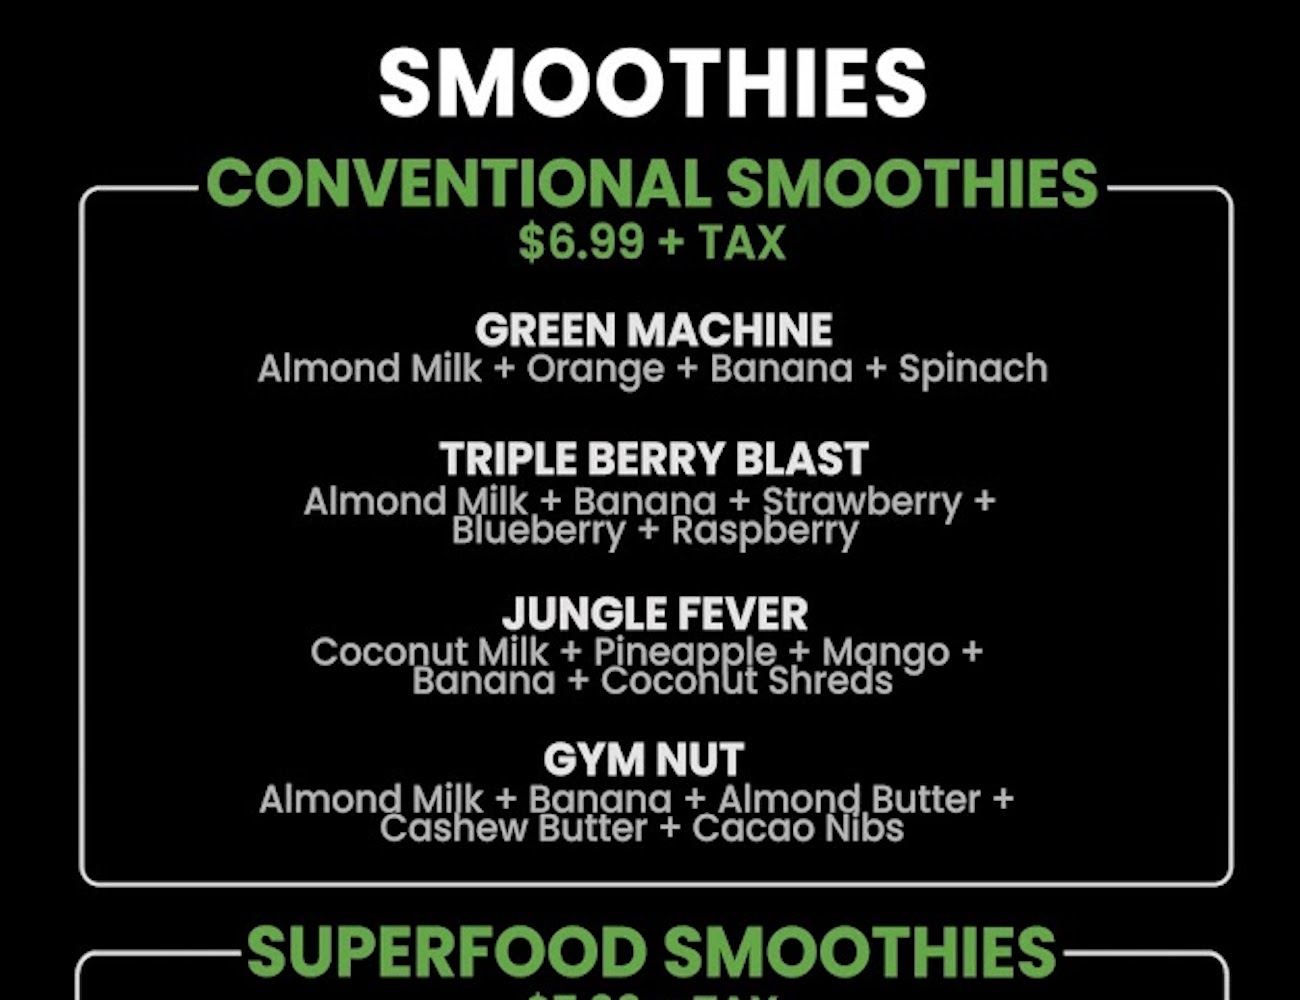 SMOOTHIES
CONVENTIONAL SMOOTHIES
$6.99 + TAX
GREEN MACHINE
Almond Milk + Orange + Banana + Spinach
TRIPLE BERRY BLAST
Almond Milk + Banana + Strawberry +
Blueberry + Raspberry
JUNGLE FEVER
Coconut Milk + Pineapple + Mango +
Banana + Coconut Shreds
GYM NUT
Almond Milk + Banana + Almond Butter +
Cashew Butter + Cacao Nibs
SUPERFOOD SMOOTHIES